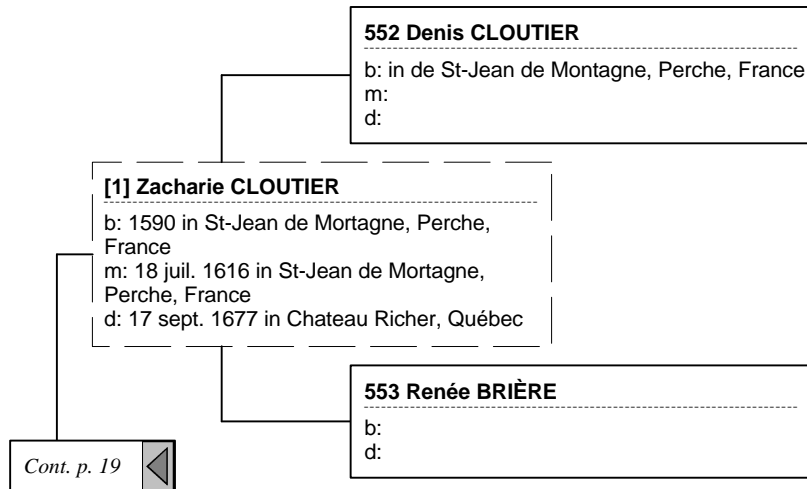 552 Denis CLOUTIER
b: in de St-Jean de Montagne, Perche, France
m:
d:
[1] Zacharie CLOUTIER
b: 1590 in St-Jean de Mortagne, Perche,
France
m: 18 juil. 1616 in St-Jean de Mortagne,
Perche, France
d: 17 sept. 1677 in Chateau Richer, Québec
553 Renée BRIÈRE
b:
d:
Cont. p. 19